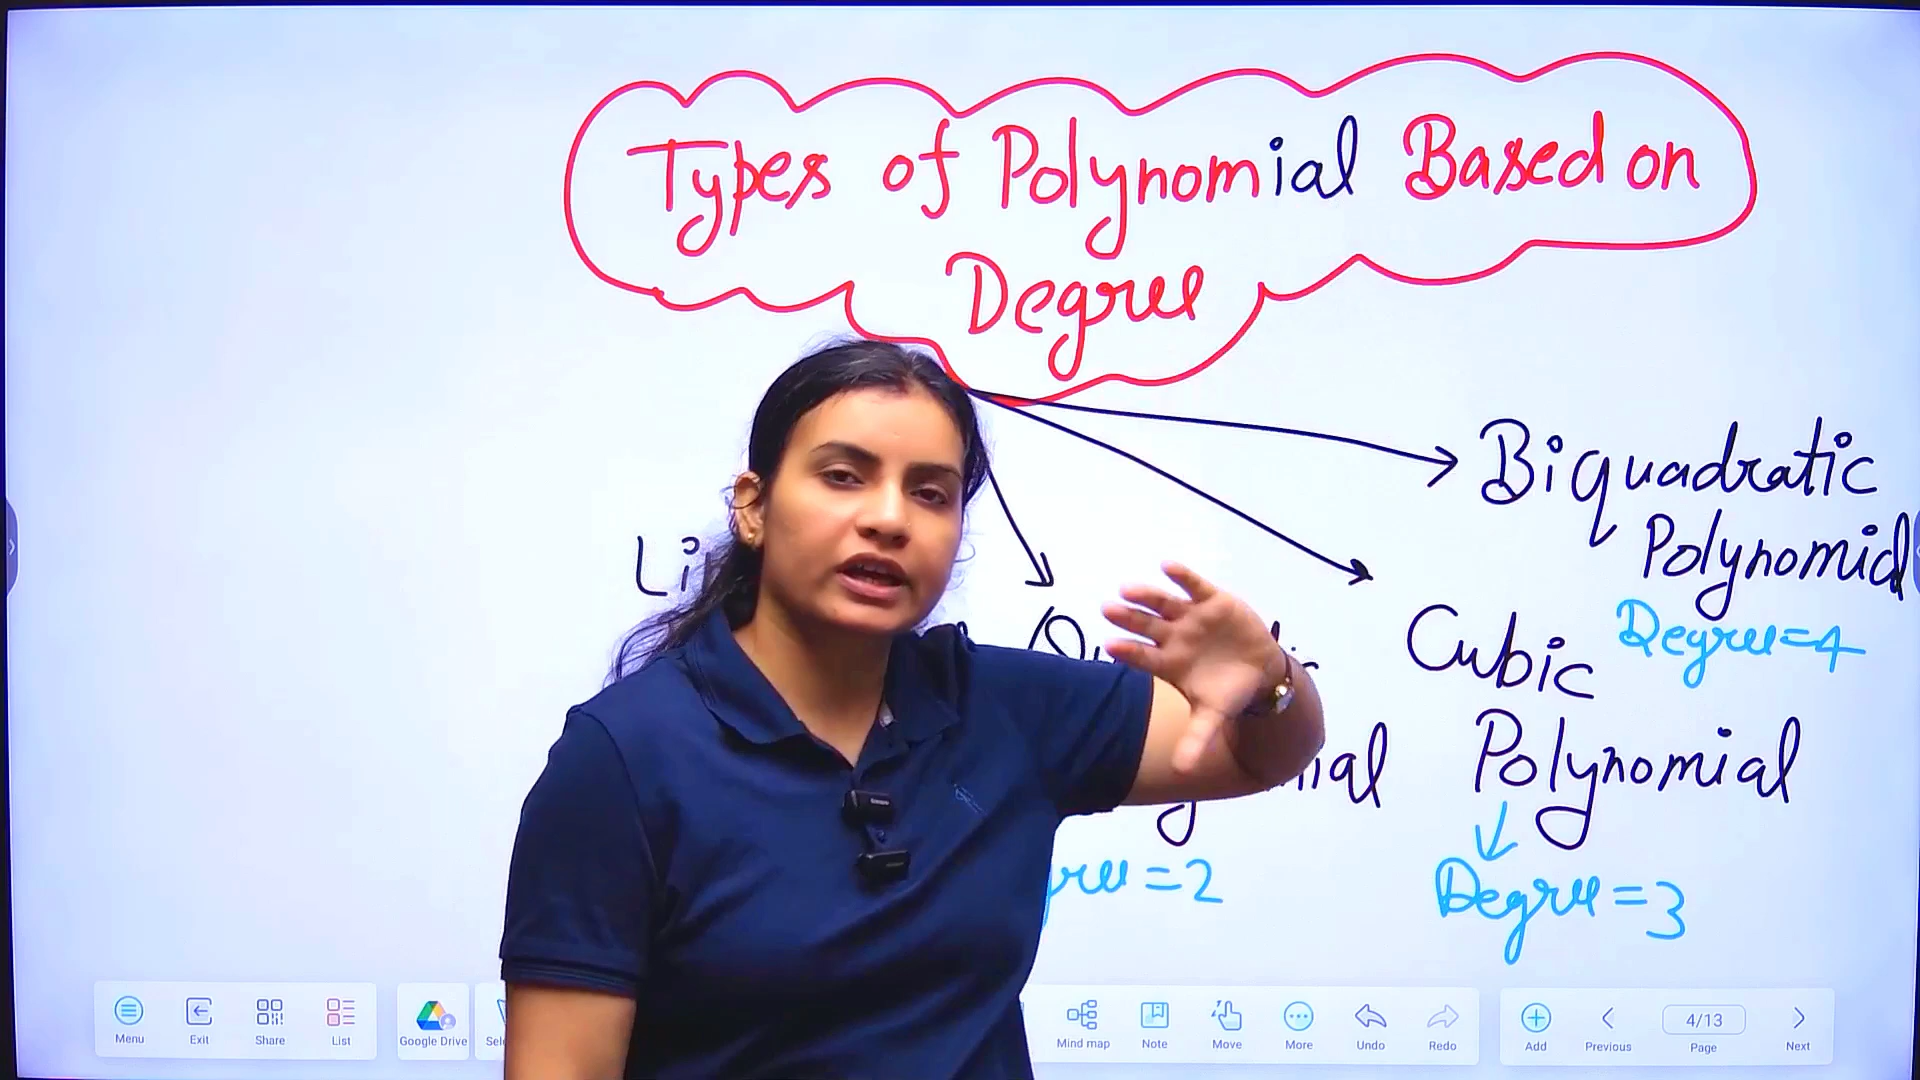 Types of Polynomial Based on
Degree
Biquadratic
Polynomial
Degree=4
Cubic
Polynomial
Degree=3
=2
Menu
Exit
Share
List
Google Drive
Mind map
Note
Move
More
Undo
Redo
Add
Previous
4/13
Page
Next